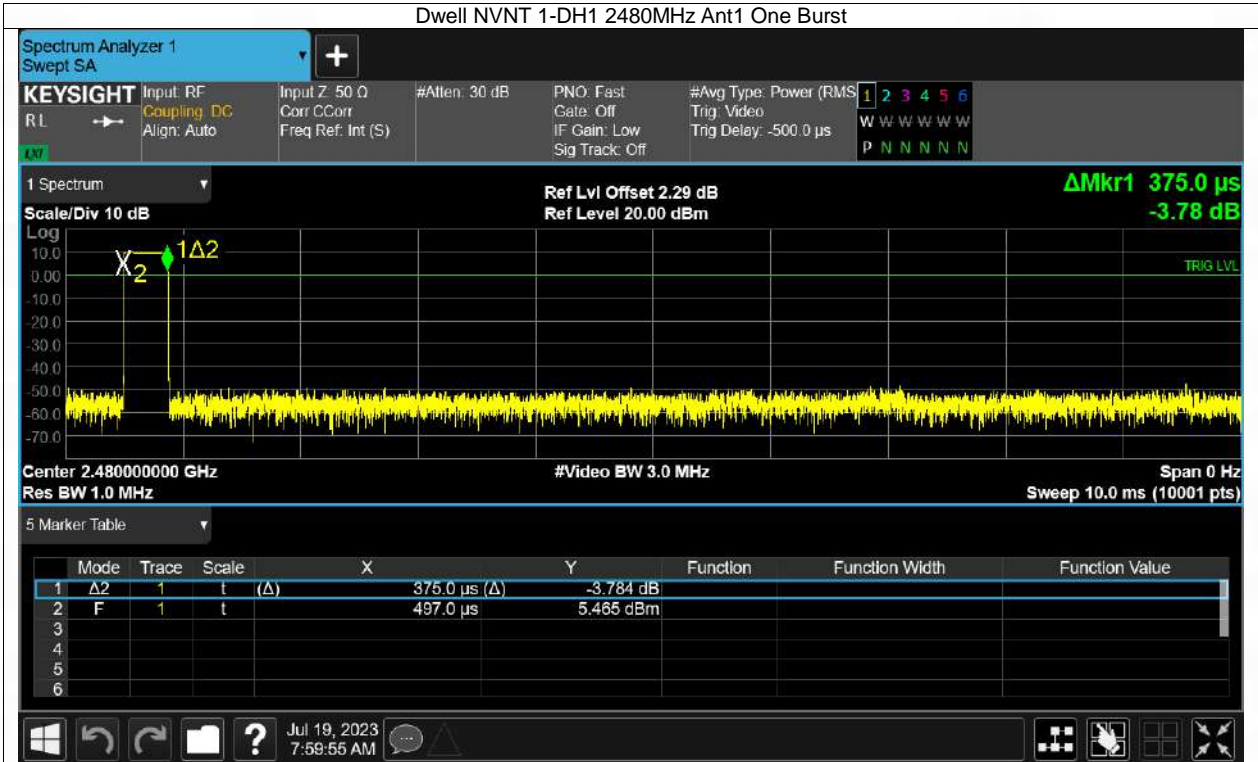 Dwell NVNT 1-DH1 2480MHz Ant1 One Burst
Spectrum Analyzer 1
Swept SA
+
KEYSIGHT
RL
LXI
Input: RF
Coupling: DC
Align: Auto
Input Z: 50 Ω
Corr CCorr
Freq Ref: Int (S)
#Atten: 30 dB
PNO: Fast
Gate: Off
IF Gain: Low
Sig Track: Off
#Avg Type: Power (RMS
Trig: Video
Trig Delay: -500.0 µs
1 2 3 4 5 6
W W W W W W
P N N N N N
1 Spectrum
Scale/Div 10 dB
Ref Lvl Offset 2.29 dB
Ref Level 20.00 dBm
ΔMkr1 375.0 µs
-3.78 dB
Log
10.0
0.00
-10.0
-20.0
-30.0
-40.0
-50.0
-60.0
-70.0
X2
1Δ2
TRIG LVL
Center 2.480000000 GHz
#Video BW 3.0 MHz
Span 0 Hz
Res BW 1.0 MHz
Sweep 10.0 ms (10001 pts)
5 Marker Table
Mode Trace Scale X Y Function Function Width Function Value
1 Δ2 1 t (Δ) 375.0 µs (Δ) -3.784 dB
2 F 1 t 497.0 µs 5.465 dBm
3
4
5
6
?
Jul 19, 2023
7:59:55 AM